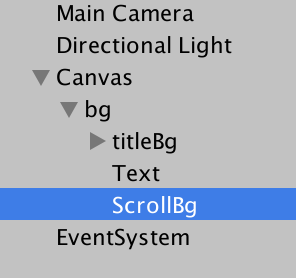 Main Camera
Directional Light
Canvas
bg
titleBg
Text
ScrollBg
EventSystem